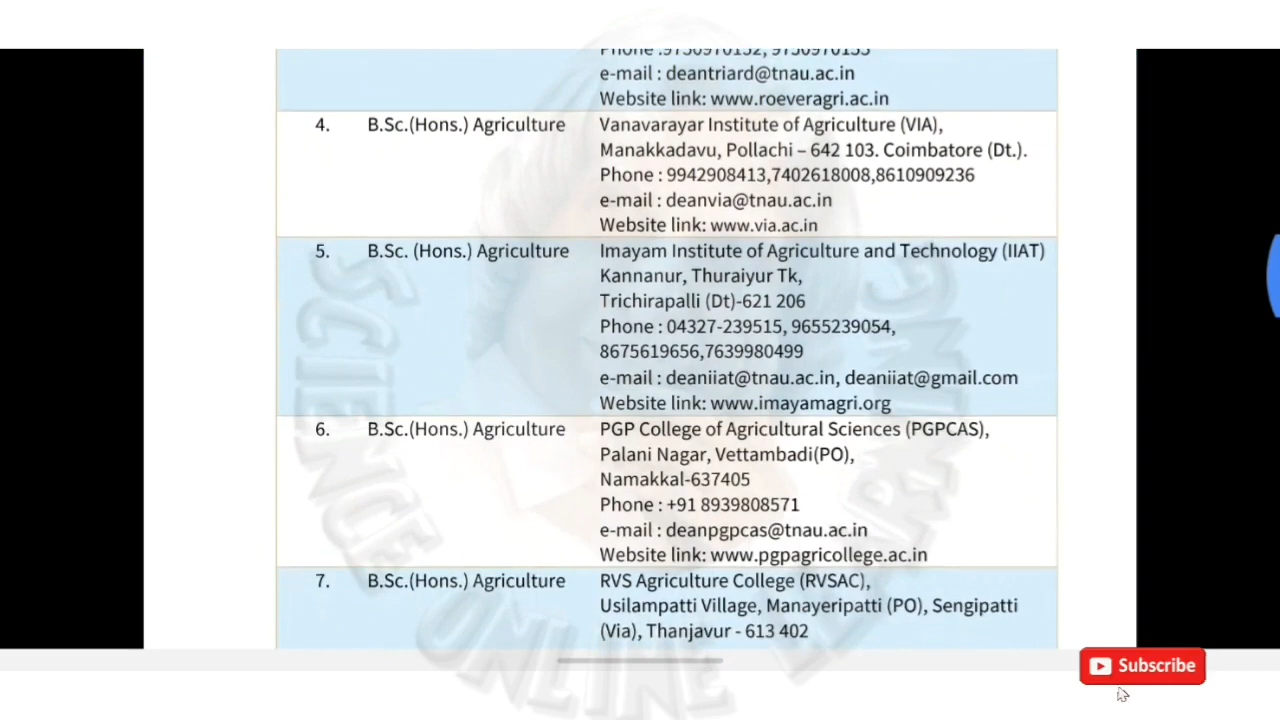 Phone :9750970152, 9750970155
e-mail : deantriard@tnau.ac.in
Website link: www.roeveragri.ac.in
4. B.Sc.(Hons.) Agriculture Vanavarayar Institute of Agriculture (VIA),
Manakkadavu, Pollachi – 642 103. Coimbatore (Dt.).
Phone : 9942908413,7402618008,8610909236
e-mail : deanvia@tnau.ac.in
Website link: www.via.ac.in
5. B.Sc. (Hons.) Agriculture Imayam Institute of Agriculture and Technology (IIAT)
Kannanur, Thuraiyur Tk,
Trichirapalli (Dt)-621 206
Phone : 04327-239515, 9655239054,
8675619656,7639980499
e-mail : deaniiat@tnau.ac.in, deaniiat@gmail.com
Website link: www.imayamagri.org
6. B.Sc.(Hons.) Agriculture PGP College of Agricultural Sciences (PGPCAS),
Palani Nagar, Vettambadi(PO),
Namakkal-637405
Phone : +91 8939808571
e-mail : deanpgpcas@tnau.ac.in
Website link: www.pgpagricollege.ac.in
7. B.Sc.(Hons.) Agriculture RVS Agriculture College (RVSAC),
Usilampatti Village, Manayeripatti (PO), Sengipatti
(Via), Thanjavur - 613 402
SCIENCE ONLINE LEARNING
Subscribe